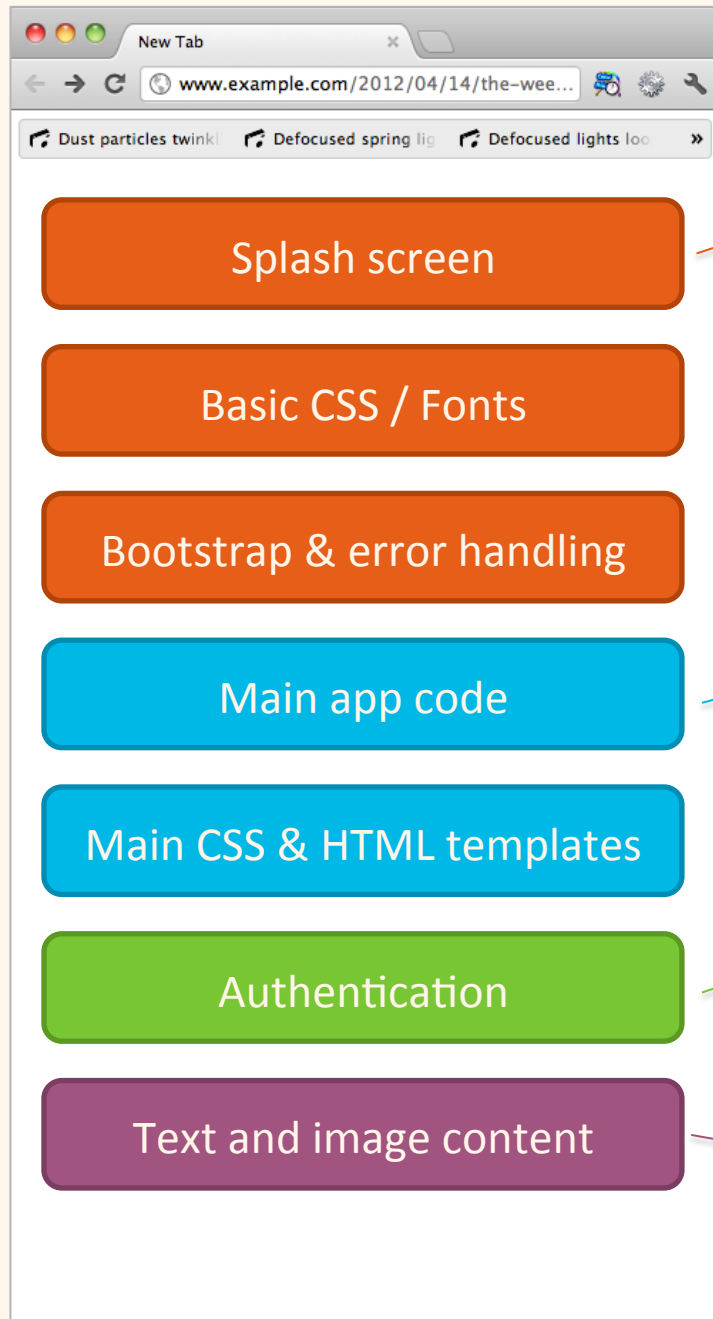 New Tab
www.example.com/2012/04/14/the-wee...
Dust particles twinkl Defocused spring lig Defocused lights loo »
Splash screen
Basic CSS / Fonts
Bootstrap & error handling
Main app code
Main CSS & HTML templates
Authentication
Text and image content